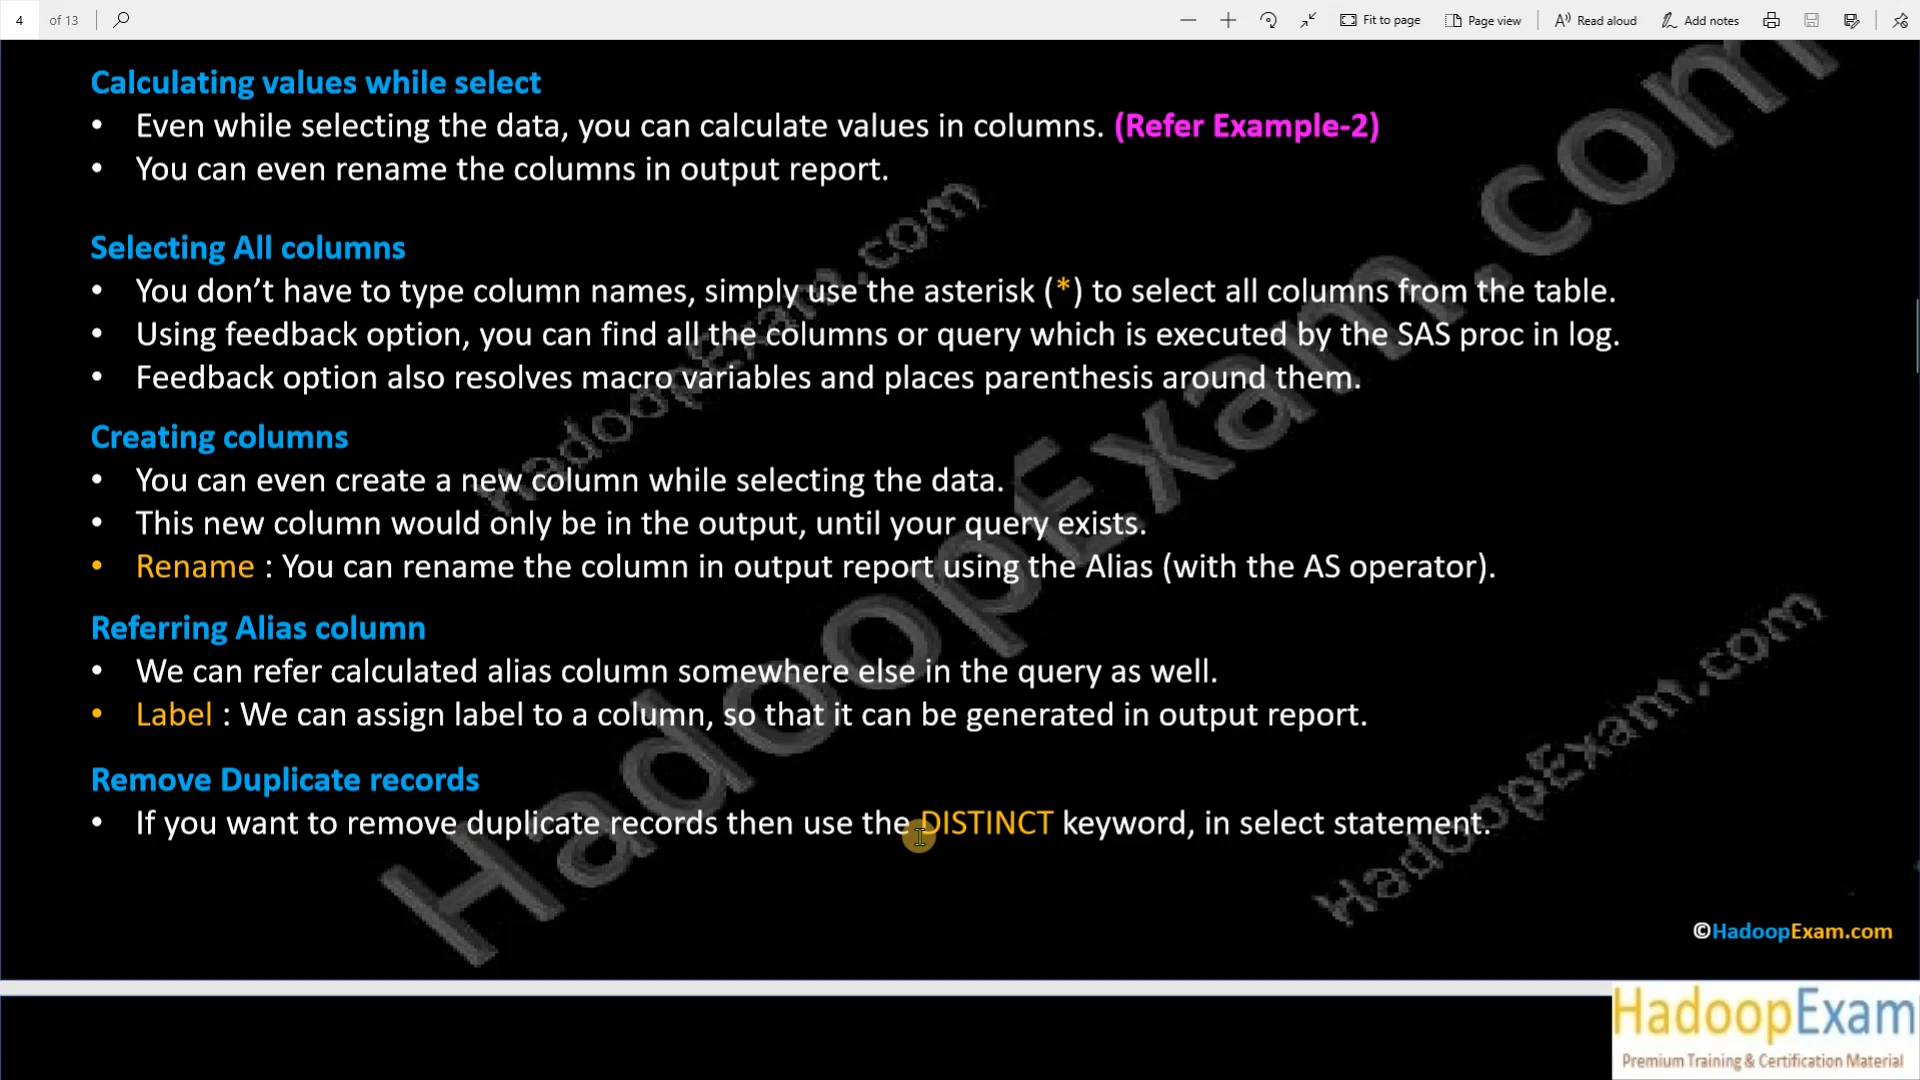 4 of 13 Fit to page Page view Read aloud Add notes
Calculating values while select
• Even while selecting the data, you can calculate values in columns. (Refer Example-2)
• You can even rename the columns in output report.
Selecting All columns
• You don’t have to type column names, simply use the asterisk (*) to select all columns from the table.
• Using feedback option, you can find all the columns or query which is executed by the SAS proc in log.
• Feedback option also resolves macro variables and places parenthesis around them.
Creating columns
• You can even create a new column while selecting the data.
• This new column would only be in the output, until your query exists.
• Rename : You can rename the column in output report using the Alias (with the AS operator).
Referring Alias column
• We can refer calculated alias column somewhere else in the query as well.
• Label : We can assign label to a column, so that it can be generated in output report.
Remove Duplicate records
• If you want to remove duplicate records then use the DISTINCT keyword, in select statement.
HadoopExam.com
HadoopExam.com
HadoopExam.com
©HadoopExam.com
HadoopExam
Premium Training & Certification Material